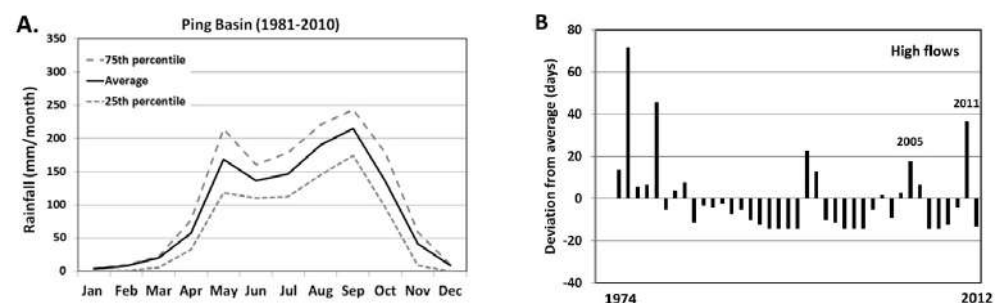 A.
Ping Basin (1981-2010)
350
300
250
200
150
100
50
0
Rainfall (mm/month)
75th percentile
Average
25th percentile
Jan Feb Mar Apr May Jun Jul Aug Sep Oct Nov Dec
B
80
60
40
20
0
-20
-40
Deviation from average (days)
High flows
2005
2011
1974
2012